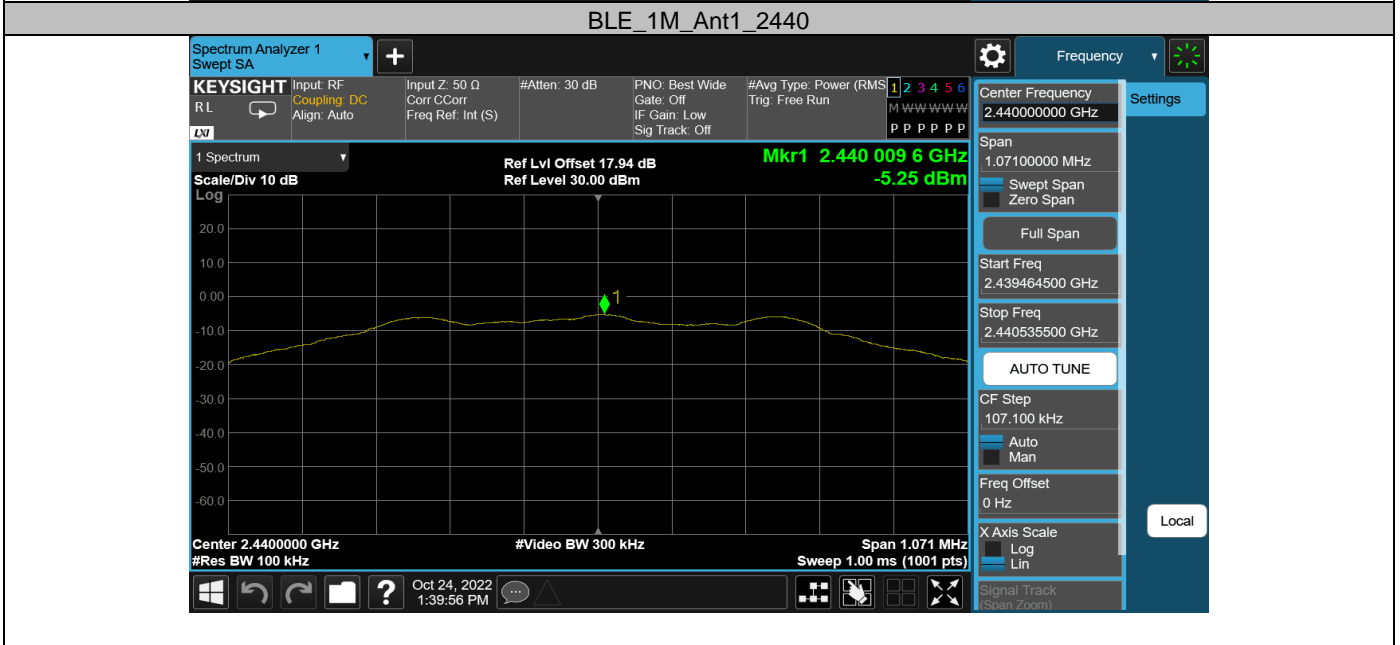 BLE_1M_Ant1_2440
Spectrum Analyzer 1
Swept SA
+
Frequency
KEYSIGHT
R L
LXI
Input: RF
Coupling: DC
Align: Auto
Input Z: 50 Ω
Corr CCorr
Freq Ref: Int (S)
#Atten: 30 dB
PNO: Best Wide
Gate: Off
IF Gain: Low
Sig Track: Off
#Avg Type: Power (RMS
Trig: Free Run
1 2 3 4 5 6
M W W W W W
P P P P P P
1 Spectrum
Scale/Div 10 dB
Ref Lvl Offset 17.94 dB
Ref Level 30.00 dBm
Mkr1 2.440 009 6 GHz
-5.25 dBm
Log
20.0
10.0
0.00
-10.0
-20.0
-30.0
-40.0
-50.0
-60.0
1
Center 2.4400000 GHz
#Res BW 100 kHz
#Video BW 300 kHz
Span 1.071 MHz
Sweep 1.00 ms (1001 pts)
?
Oct 24, 2022
1:39:56 PM
Center Frequency
2.440000000 GHz
Settings
Span
1.07100000 MHz
Swept Span
Zero Span
Full Span
Start Freq
2.439464500 GHz
Stop Freq
2.440535500 GHz
AUTO TUNE
CF Step
107.100 kHz
Auto
Man
Freq Offset
0 Hz
X Axis Scale
Log
Lin
Local
Signal Track
(Span Zoom)